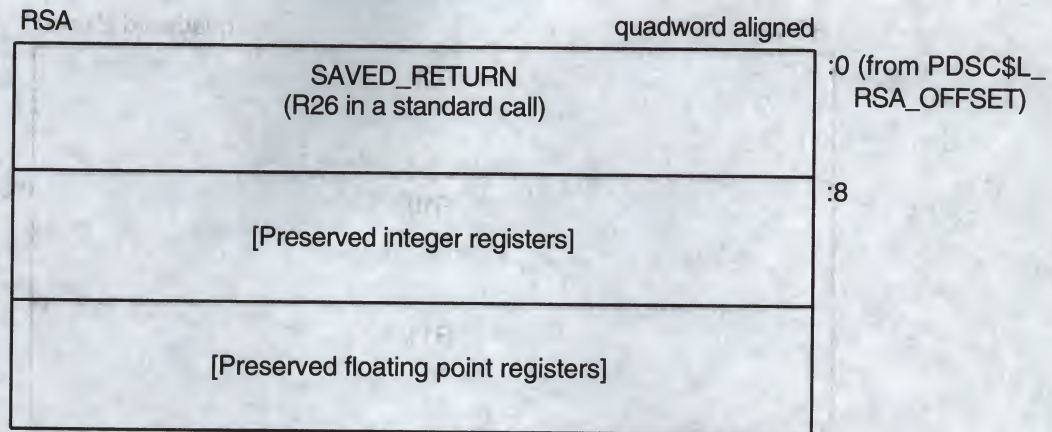 RSA
quadword aligned
SAVED_RETURN
(R26 in a standard call)
:0 (from PDSC$L_
RSA_OFFSET)
:8
[Preserved integer registers]
[Preserved floating point registers]